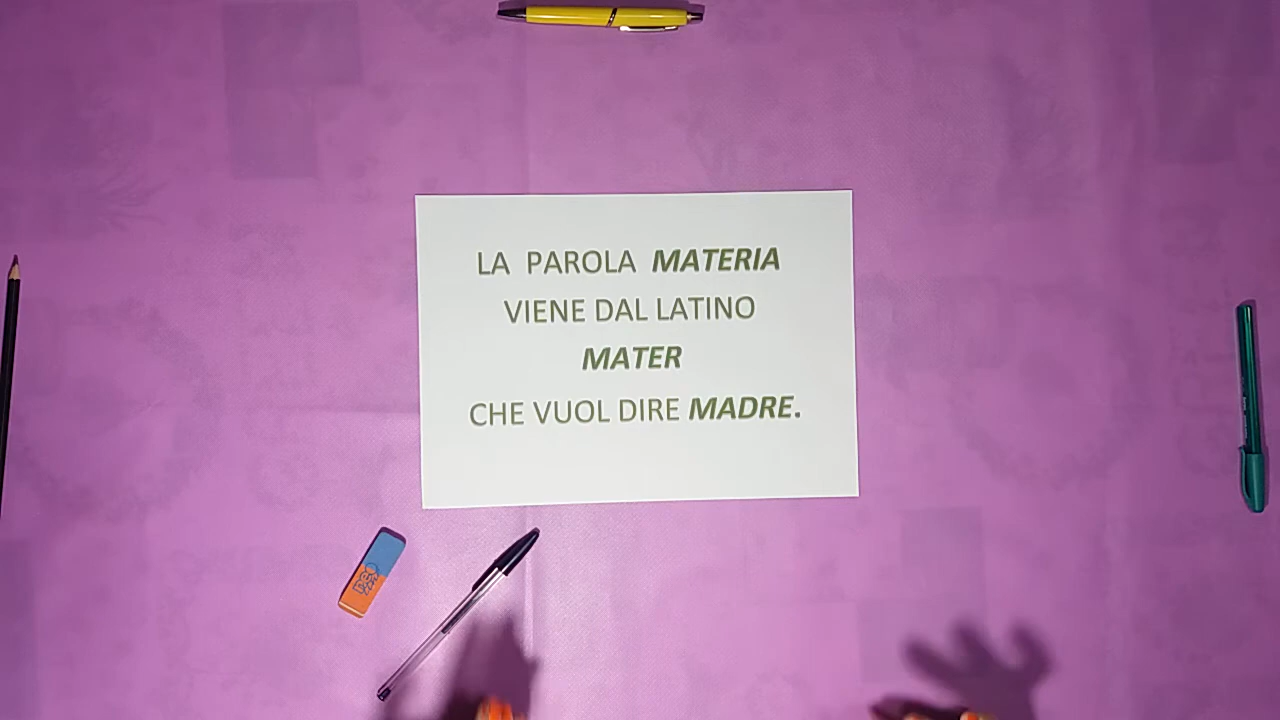 LA PAROLA MATERIA
VIENE DAL LATINO
MATER
CHE VUOL DIRE MADRE.